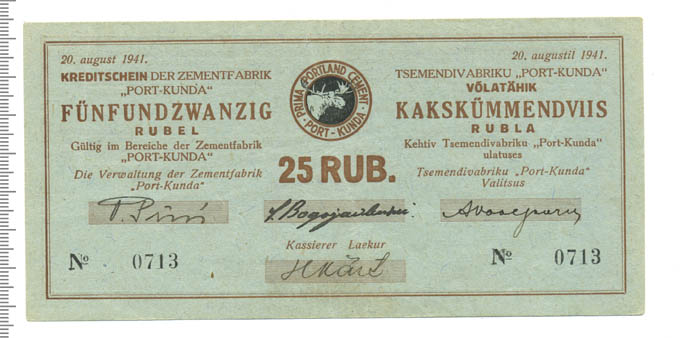 20. august 1941.
KREDITSCHEIN DER ZEMENTFABRIK
„PORT-KUNDA"
FÜNFUNDZWANZIG
RUBEL
Gültig im Bereiche der Zementfabrik
„PORT-KUNDA"
Die Verwaltung der Zementfabrik
„Port-Kunda"
PRIMA PORTLAND CEMENT
PORT-KUNDA
25 RUB.
20. augustil 1941.
TSEMENDIVABRIKU „PORT-KUNDA"
VÕLATÄHIK
KAKSKÜMMENDVIIS
RUBLA
Kehtiv Tsemendivabriku „Port-Kunda"
ulatuses
Tsemendivabriku „Port-Kunda"
Valitsus
Kassierer Laekur
№ 0713
№ 0713